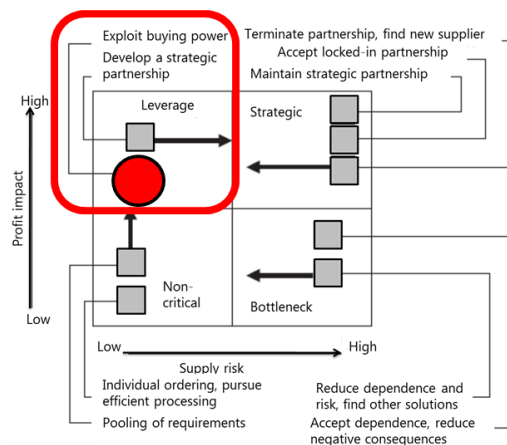 Exploit buying power
Terminate partnership, find new supplier
Develop a strategic
partnership
Accept locked-in partnership
Maintain strategic partnership
High
Leverage
Strategic
Profit impact
Non-
critical
Bottleneck
Low
Low
High
Supply risk
Individual ordering, pursue
efficient processing
Pooling of requirements
Reduce dependence and
risk, find other solutions
Accept dependence, reduce
negative consequences